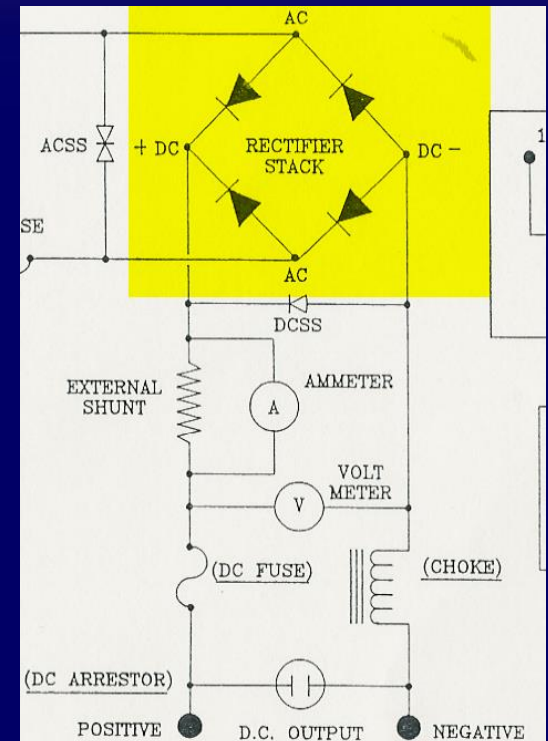 AC
ACSS
+ DC
RECTIFIER
STACK
DC -
1
SE
AC
DCSS
EXTERNAL
SHUNT
AMMETER
A
VOLT
METER
V
(DC FUSE)
(CHOKE)
(DC ARRESTOR)
POSITIVE
D.C. OUTPUT
NEGATIVE